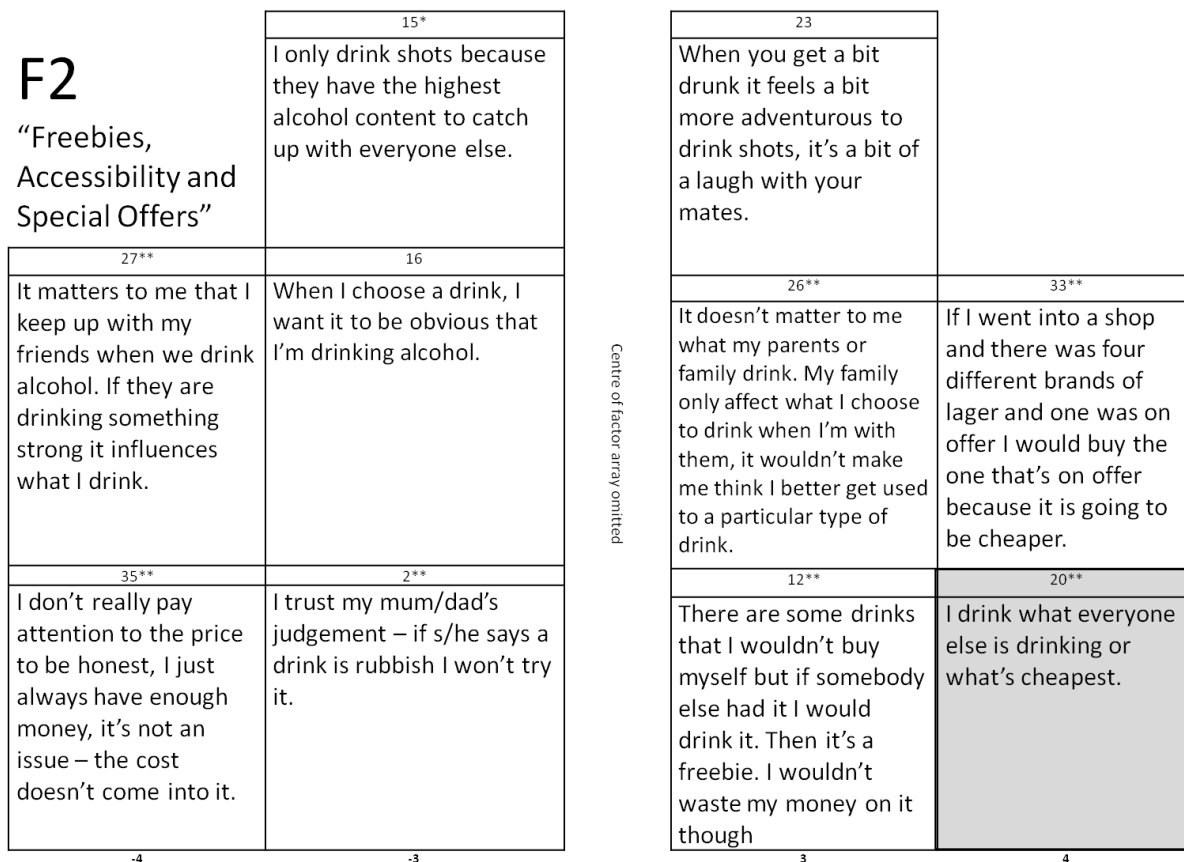 F2
“Freebies,
Accessibility and
Special Offers”
15*
I only drink shots because
they have the highest
alcohol content to catch
up with everyone else.
27**
It matters to me that I
keep up with my
friends when we drink
alcohol. If they are
drinking something
strong it influences
what I drink.
16
When I choose a drink, I
want it to be obvious that
I’m drinking alcohol.
35**
I don’t really pay
attention to the price
to be honest, I just
always have enough
money, it’s not an
issue – the cost
doesn’t come into it.
2**
I trust my mum/dad’s
judgement – if s/he says a
drink is rubbish I won’t try
it.
-4
-3
Centre of factor array omitted
23
When you get a bit
drunk it feels a bit
more adventurous to
drink shots, it’s a bit of
a laugh with your
mates.
26**
It doesn’t matter to me
what my parents or
family drink. My family
only affect what I choose
to drink when I’m with
them, it wouldn’t make
me think I better get used
to a particular type of
drink.
33**
If I went into a shop
and there was four
different brands of
lager and one was on
offer I would buy the
one that’s on offer
because it is going to
be cheaper.
12**
There are some drinks
that I wouldn’t buy
myself but if somebody
else had it I would
drink it. Then it’s a
freebie. I wouldn’t
waste my money on it
though
20**
I drink what everyone
else is drinking or
what’s cheapest.
3
4